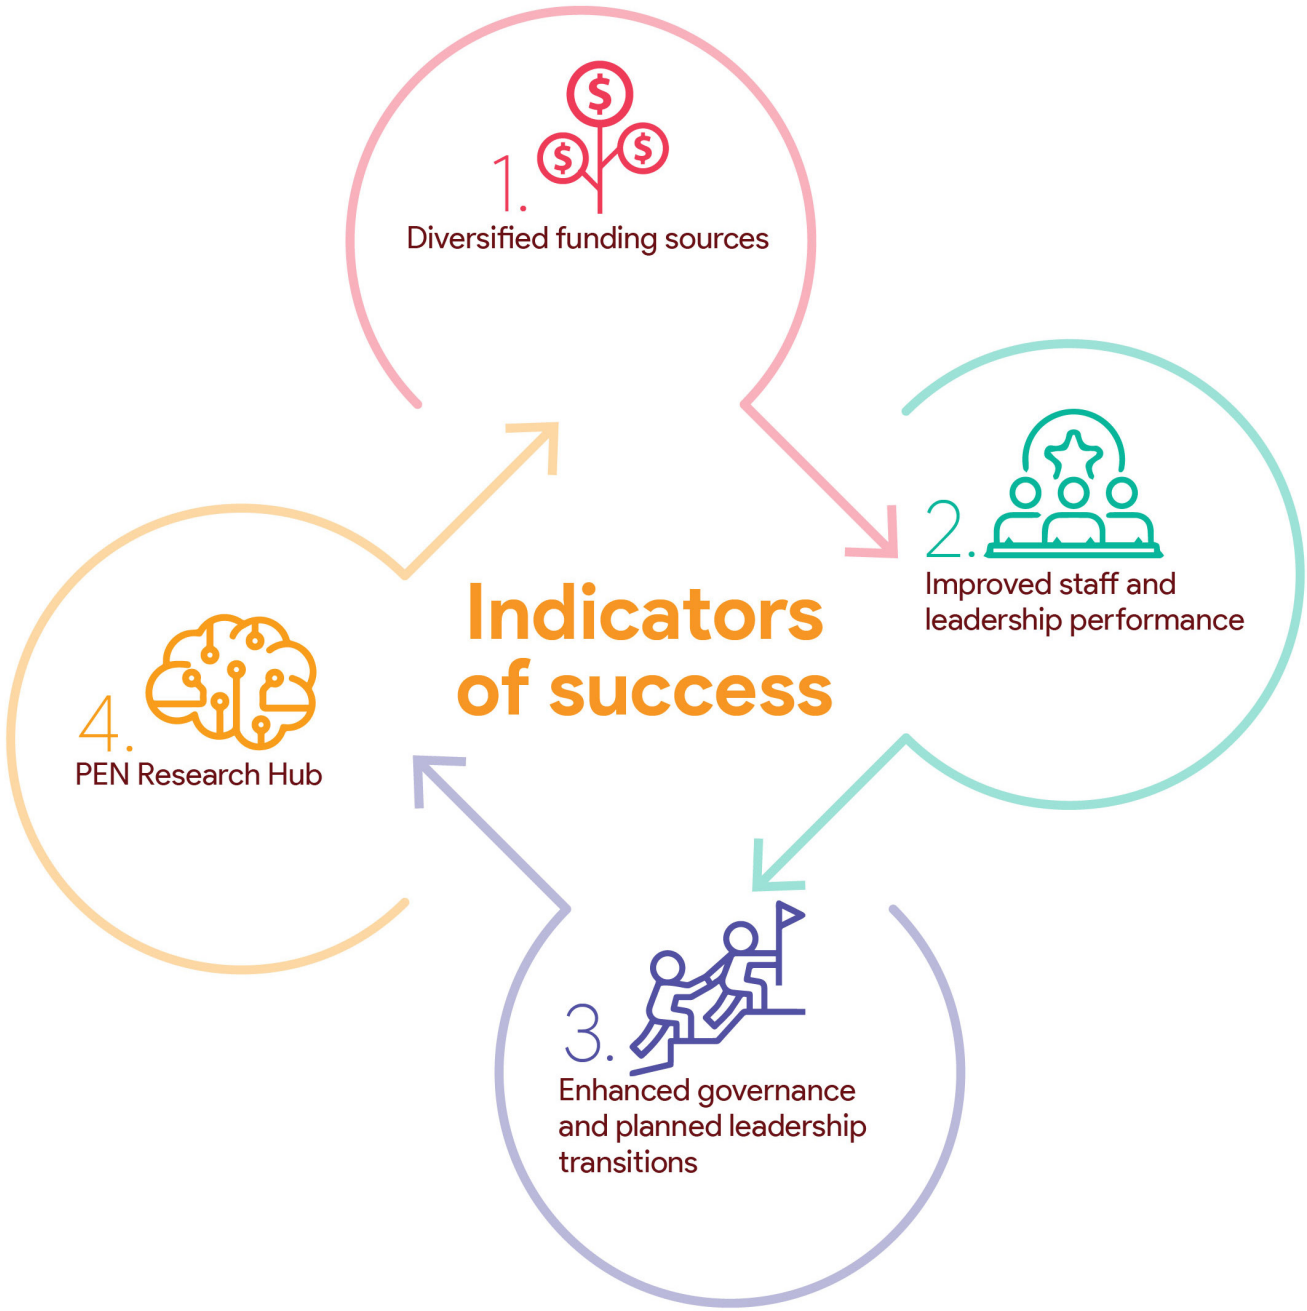 $
$
$
1.
Diversified funding sources
2.
Improved staff and
leadership performance
Indicators
of success
4.
PEN Research Hub
3.
Enhanced governance
and planned leadership
transitions